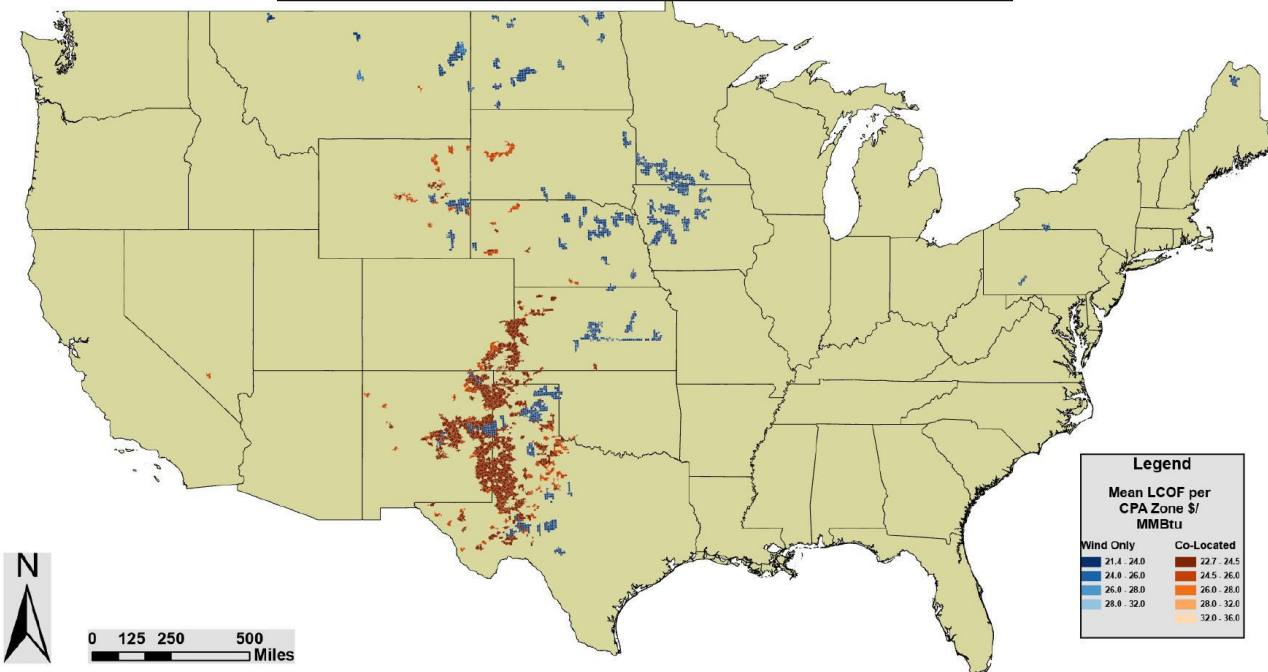 Legend
Mean LCOF per
CPA Zone $/
MMBtu
Wind Only Co-Located
21.4 - 24.0 22.7 - 24.5
24.0 - 26.0 24.5 - 26.0
26.0 - 28.0 26.0 - 28.0
28.0 - 32.0 28.0 - 32.0
32.0 - 36.0
N
0 125 250 500
Miles